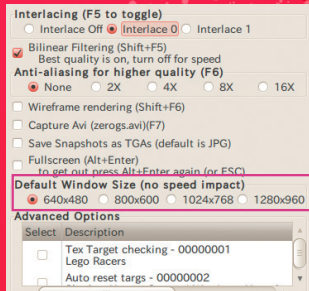 Interlacing (F5 to toggle)
Interlace Off Interlace 0 Interlace 1
Bilinear Filtering (Shift+F5)
Best quality is on, turn off for speed
Anti-aliasing for higher quality (F6)
None 2X 4X 8X 16X
Wireframe rendering (Shift+F6)
Capture Avi (zerogs.avi)(F7)
Save Snapshots as TGAs (default is JPG)
Fullscreen (Alt+Enter)
to get out press Alt+Enter again (or ESC)
Default Window Size (no speed impact)
640x480 800x600 1024x768 1280x960
Advanced Options
Select Description
Tex Target checking - 00000001
Lego Racers
Auto reset targs - 00000002